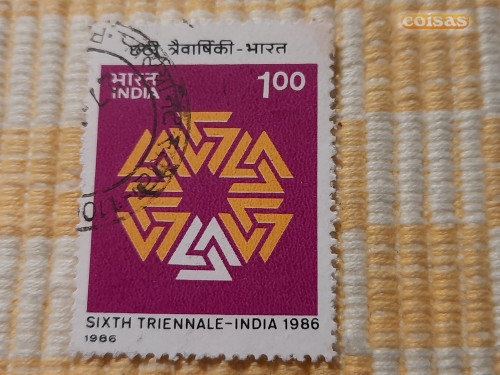 coisas
छठी त्रैवार्षिकी-भारत
भारत 1.00
INDIA
SIXTH TRIENNALE-INDIA 1986
1986